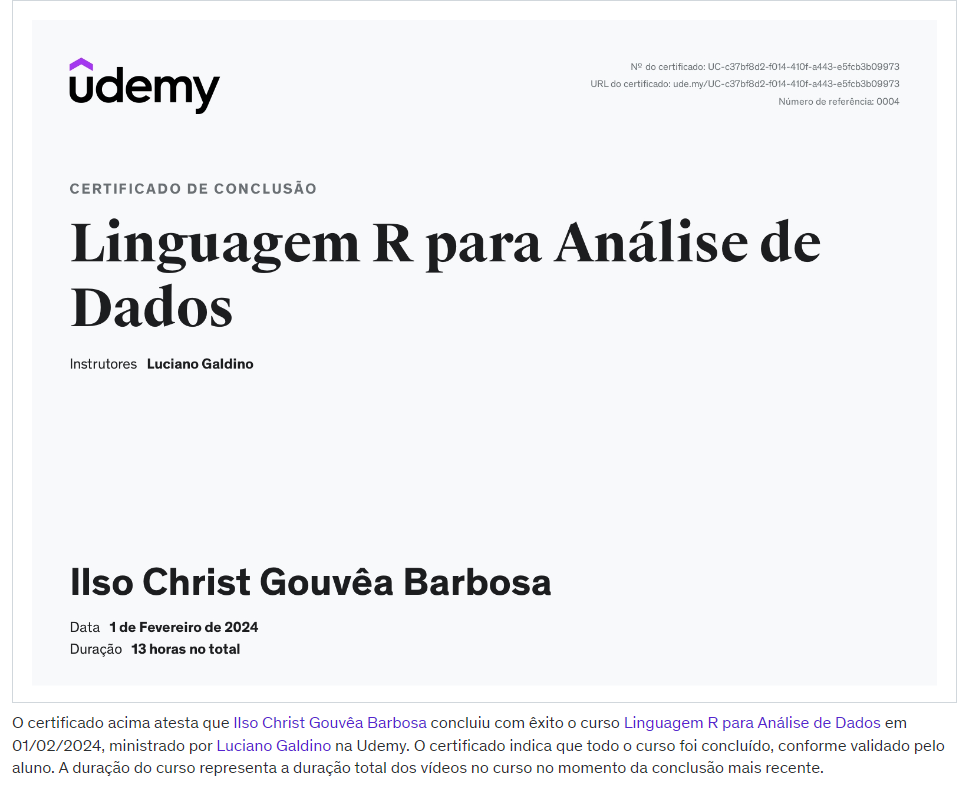 udemy
Nº do certificado: UC-c37bf8d2-f014-410f-a443-e5fcb3b09973
URL do certificado: ude.my/UC-c37bf8d2-f014-410f-a443-e5fcb3b09973
Número de referência: 0004
CERTIFICADO DE CONCLUSÃO
Linguagem R para Análise de
Dados
Instrutores Luciano Galdino
Ilso Christ Gouvêa Barbosa
Data 1 de Fevereiro de 2024
Duração 13 horas no total
O certificado acima atesta que Ilso Christ Gouvêa Barbosa concluiu com êxito o curso Linguagem R para Análise de Dados em
01/02/2024, ministrado por Luciano Galdino na Udemy. O certificado indica que todo o curso foi concluído, conforme validado pelo
aluno. A duração do curso representa a duração total dos vídeos no curso no momento da conclusão mais recente.